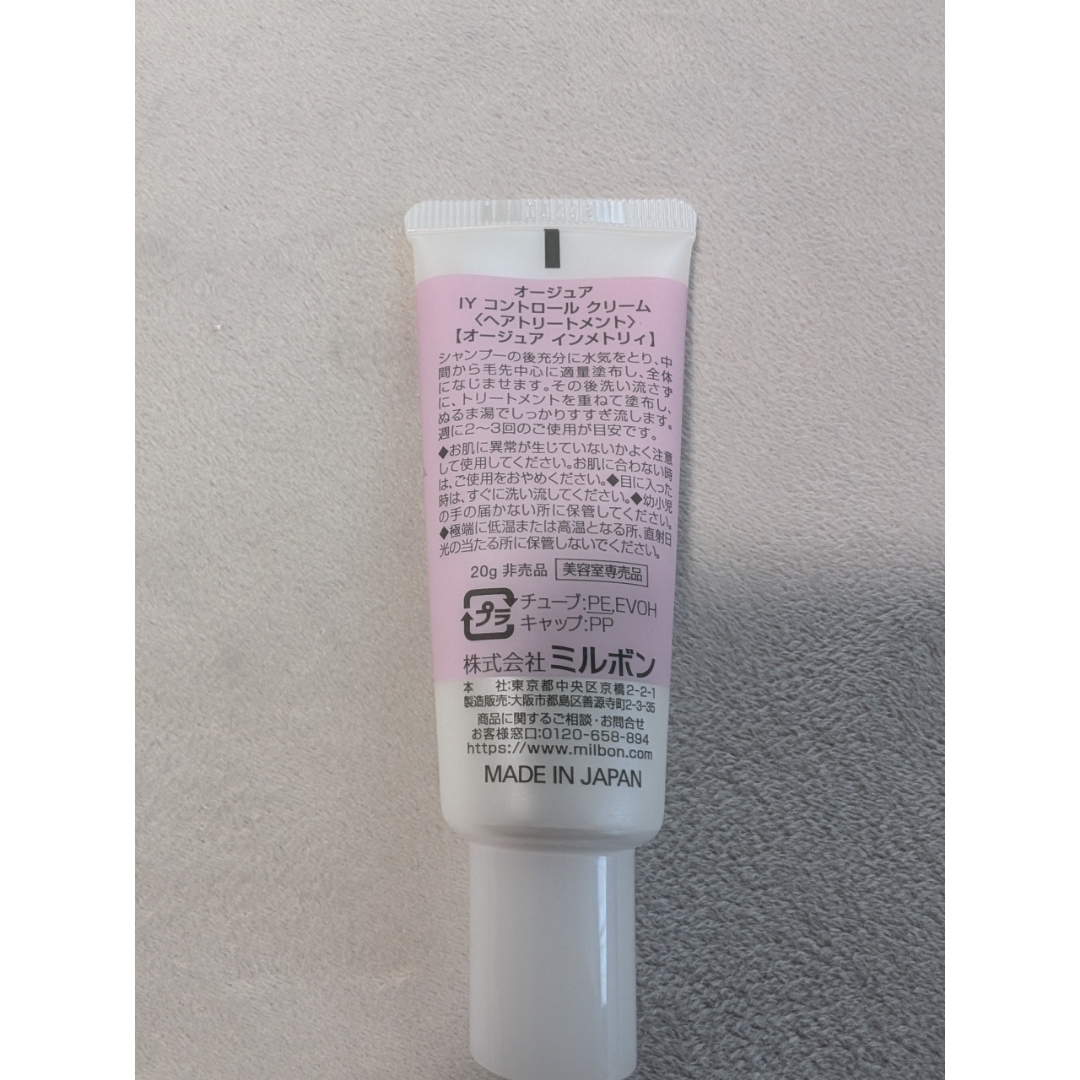 オージュア
IY コントロール クリーム
〈ヘアトリートメント〉
【オージュア インメトリィ】
シャンプーの後充分に水気をとり、中
間から毛先中心に適量塗布し、全体
になじませます。その後洗い流さず
に、トリートメントを重ねて塗布し、
ぬるま湯でしっかりすすぎ流します。
週に2〜3回のご使用が目安です。
◆お肌に異常が生じていないかよく注意
して使用してください。お肌に合わない時
は、ご使用をおやめください。◆目に入った
時は、すぐに洗い流してください。◆幼小児
の手の届かない所に保管してください。
◆極端に低温または高温となる所、直射日
光の当たる所に保管しないでください。
20g 非売品 美容室専売品
プラ チューブ:PE,EVOH
キャップ:PP
株式会社 ミルボン
本 社:東京都中央区京橋2-2-1
製造販売:大阪市都島区善源寺町2-3-35
商品に関するご相談・お問合せ
お客様窓口:0120-658-894
https://www.milbon.com
MADE IN JAPAN